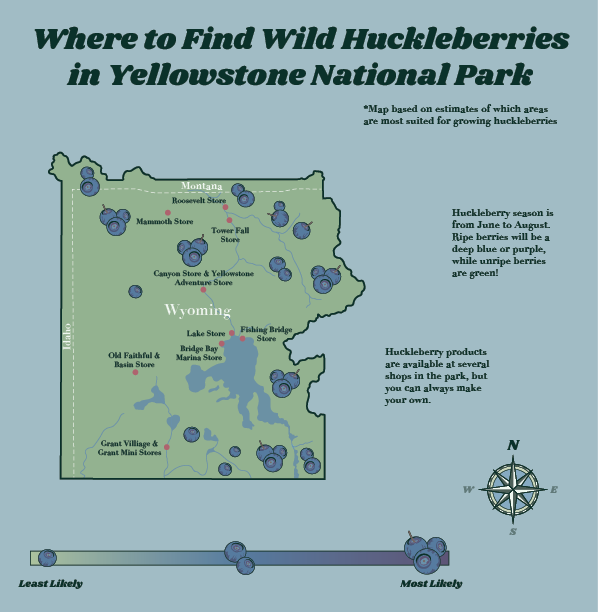 Where to Find Wild Huckleberries
in Yellowstone National Park
*Map based on estimates of which areas
are most suited for growing huckleberries
Montana
Roosevelt Store
Mammoth Store
Tower Fall
Store
Huckleberry season is
from June to August.
Ripe berries will be a
deep blue or purple,
while unripe berries
are green!
Canyon Store & Yellowstone
Adventure Store
Wyoming
Idaho
Lake Store
Fishing Bridge
Store
Bridge Bay
Marina Store
Old Faithful &
Basin Store
Huckleberry products
are available at several
shops in the park, but
you can always make
your own.
Grant Villiage &
Grant Mini Stores
N
W
E
S
Least Likely
Most Likely